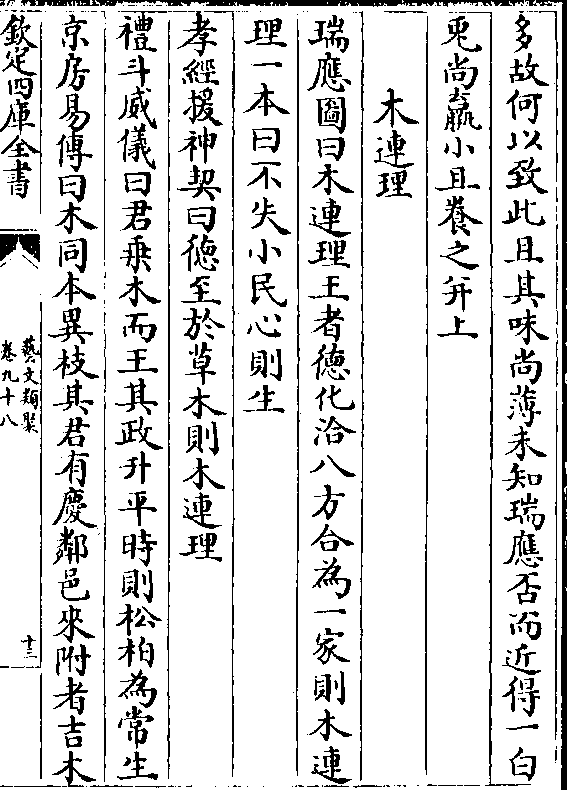 多故何以致此且其味尚薄未知瑞應否而近得一白
兎尚羸小且養之并上
木連理
瑞應圖曰木連理王者德化洽八方合為一家則木連
理一本曰不失小民心則生
孝經援神契曰德至於草木則木連理
禮斗威儀曰君乗木而王其政升平時則松柏為常生
京房易傳曰木同本異枝其君有慶鄰邑來附者吉木
欽定四庫全書
藝文類聚
卷九十八
十三